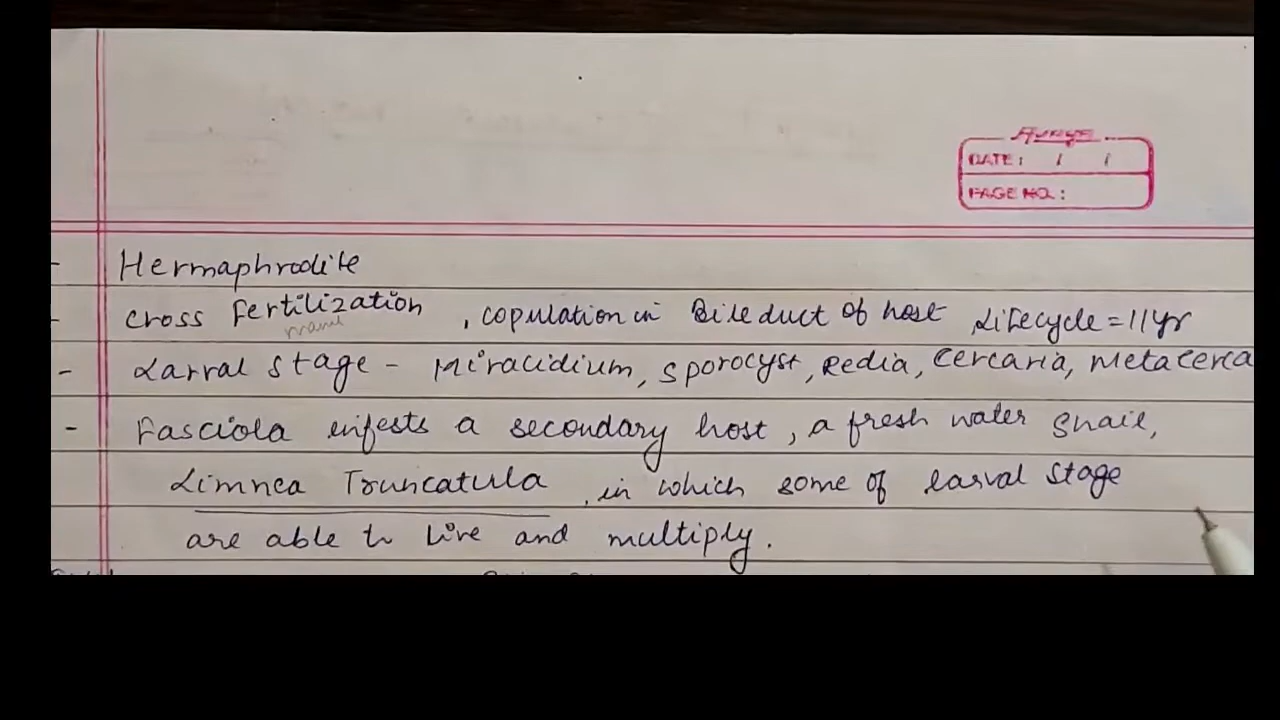 DATE: / /
PAGE NO.:
- Hermaphrodite
- Cross Fertilization , copulation in Bile duct of host Lifecycle = 11yr
- Larval stage - Miracidium, Sporocyst, Redia, Cercaria, Metacerca
- Fasciola infests a secondary host, a fresh water snail,
Limnea Truncatula , in which some of larval stage
are able to live and multiply.